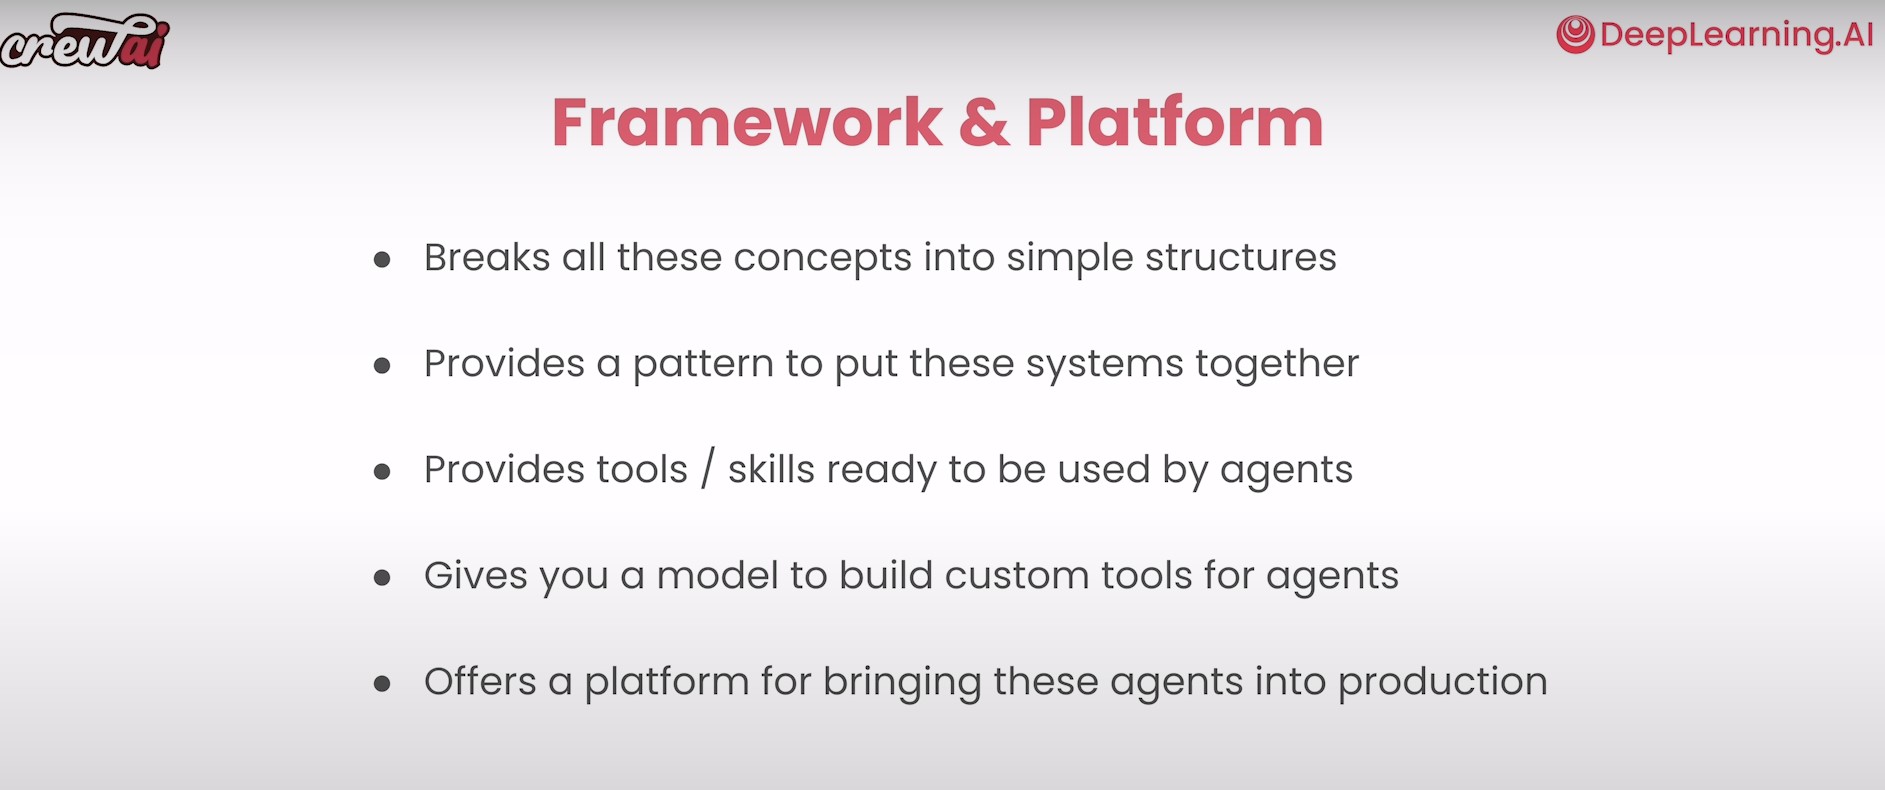 crewai
DeepLearning.AI
Framework & Platform
● Breaks all these concepts into simple structures
● Provides a pattern to put these systems together
● Provides tools / skills ready to be used by agents
● Gives you a model to build custom tools for agents
● Offers a platform for bringing these agents into production